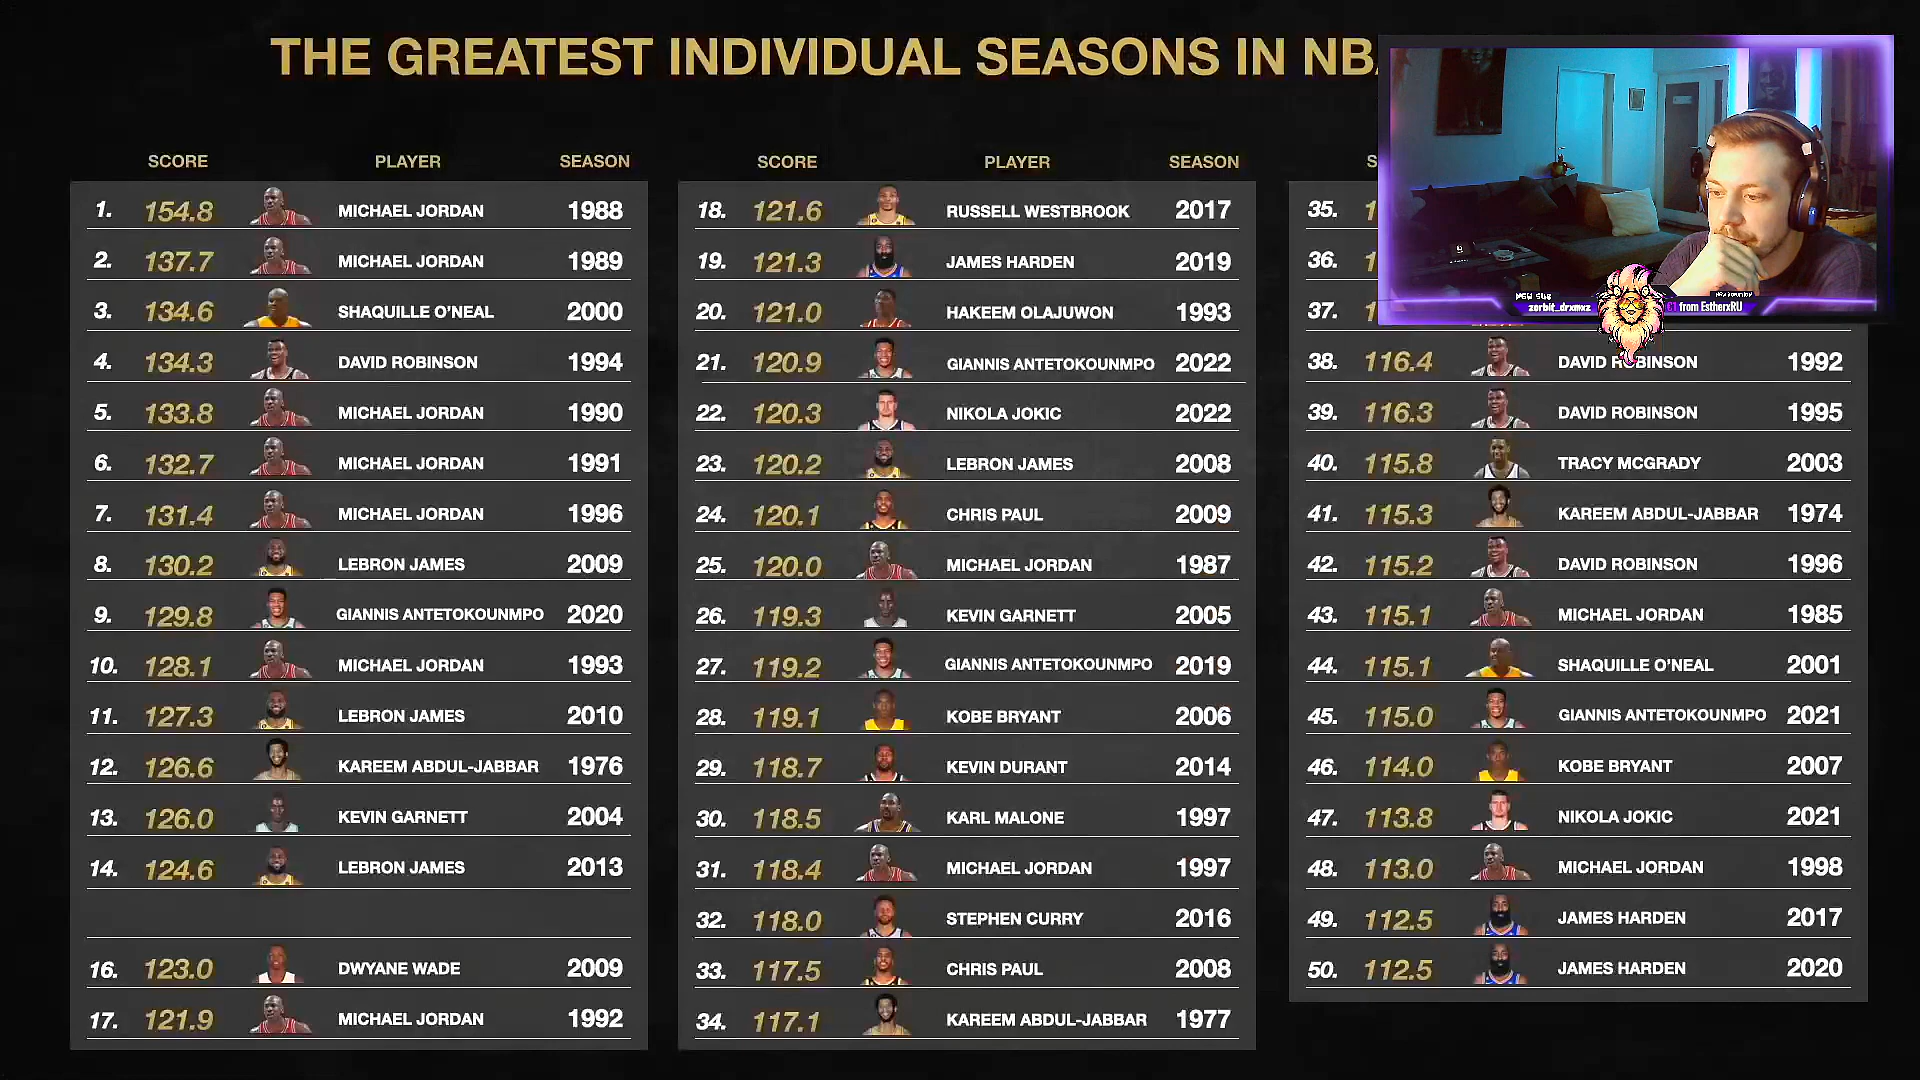 THE GREATEST INDIVIDUAL SEASONS IN NB
SCORE PLAYER SEASON
1. 154.8 MICHAEL JORDAN 1988
2. 137.7 MICHAEL JORDAN 1989
3. 134.6 SHAQUILLE O'NEAL 2000
4. 134.3 DAVID ROBINSON 1994
5. 133.8 MICHAEL JORDAN 1990
6. 132.7 MICHAEL JORDAN 1991
7. 131.4 MICHAEL JORDAN 1996
8. 130.2 LEBRON JAMES 2009
9. 129.8 GIANNIS ANTETOKOUNMPO 2020
10. 128.1 MICHAEL JORDAN 1993
11. 127.3 LEBRON JAMES 2010
12. 126.6 KAREEM ABDUL-JABBAR 1976
13. 126.0 KEVIN GARNETT 2004
14. 124.6 LEBRON JAMES 2013
16. 123.0 DWYANE WADE 2009
17. 121.9 MICHAEL JORDAN 1992
SCORE PLAYER SEASON
18. 121.6 RUSSELL WESTBROOK 2017
19. 121.3 JAMES HARDEN 2019
20. 121.0 HAKEEM OLAJUWON 1993
21. 120.9 GIANNIS ANTETOKOUNMPO 2022
22. 120.3 NIKOLA JOKIC 2022
23. 120.2 LEBRON JAMES 2008
24. 120.1 CHRIS PAUL 2009
25. 120.0 MICHAEL JORDAN 1987
26. 119.3 KEVIN GARNETT 2005
27. 119.2 GIANNIS ANTETOKOUNMPO 2019
28. 119.1 KOBE BRYANT 2006
29. 118.7 KEVIN DURANT 2014
30. 118.5 KARL MALONE 1997
31. 118.4 MICHAEL JORDAN 1997
32. 118.0 STEPHEN CURRY 2016
33. 117.5 CHRIS PAUL 2008
34. 117.1 KAREEM ABDUL-JABBAR 1977
S
35. 1
36. 1
37. 1
38. 116.4 DAVID ROBINSON 1992
39. 116.3 DAVID ROBINSON 1995
40. 115.8 TRACY MCGRADY 2003
41. 115.3 KAREEM ABDUL-JABBAR 1974
42. 115.2 DAVID ROBINSON 1996
43. 115.1 MICHAEL JORDAN 1985
44. 115.1 SHAQUILLE O'NEAL 2001
45. 115.0 GIANNIS ANTETOKOUNMPO 2021
46. 114.0 KOBE BRYANT 2007
47. 113.8 NIKOLA JOKIC 2021
48. 113.0 MICHAEL JORDAN 1998
49. 112.5 JAMES HARDEN 2017
50. 112.5 JAMES HARDEN 2020
NEW SUB
zorbit_drxmxz
€1 from EstherxRU